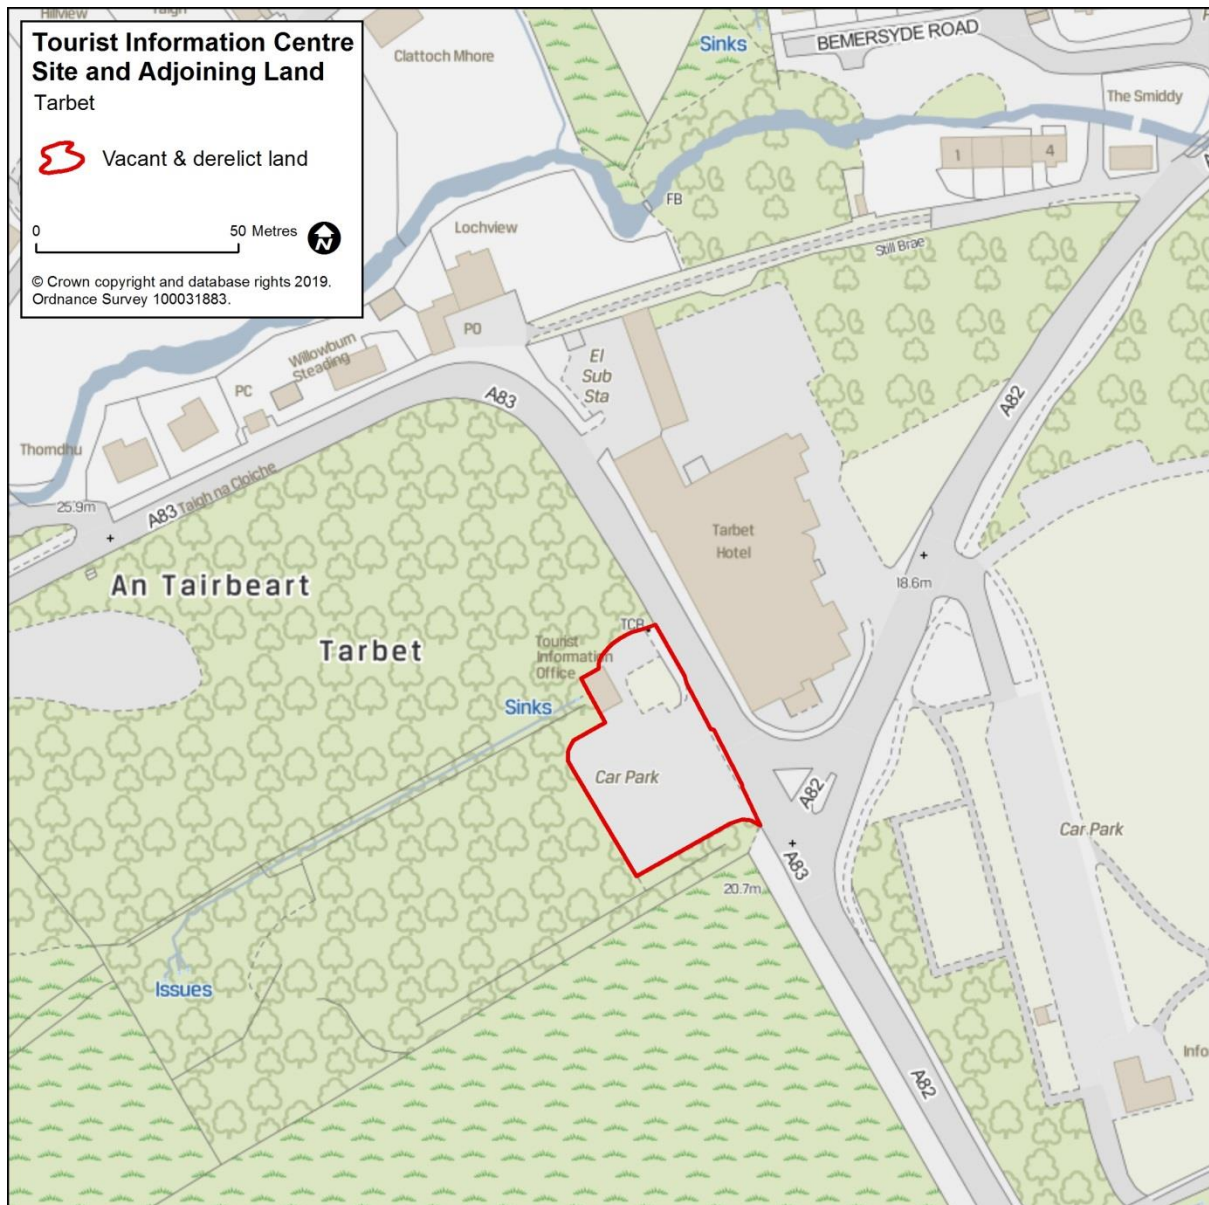 Tourist Information Centre
Site and Adjoining Land
Tarbet
Vacant & derelict land
0 50 Metres
N
© Crown copyright and database rights 2019.
Ordnance Survey 100031883.
Hillview
Clattoch Mhore
Sinks
BEMERSYDE ROAD
The Smiddy
1
4
FB
Lochview
Still Brae
PO
Willowburn
Steading
El
Sub
Sta
PC
A83
A82
Thorndhu
Taigh na Cloiche
25.9m
A83
Tarbet
Hotel
18.6m
An Tairbeart
TCB
Tourist
Information
Office
Tarbet
Sinks
Car Park
A82
Car Park
A83
20.7m
Issues
A82